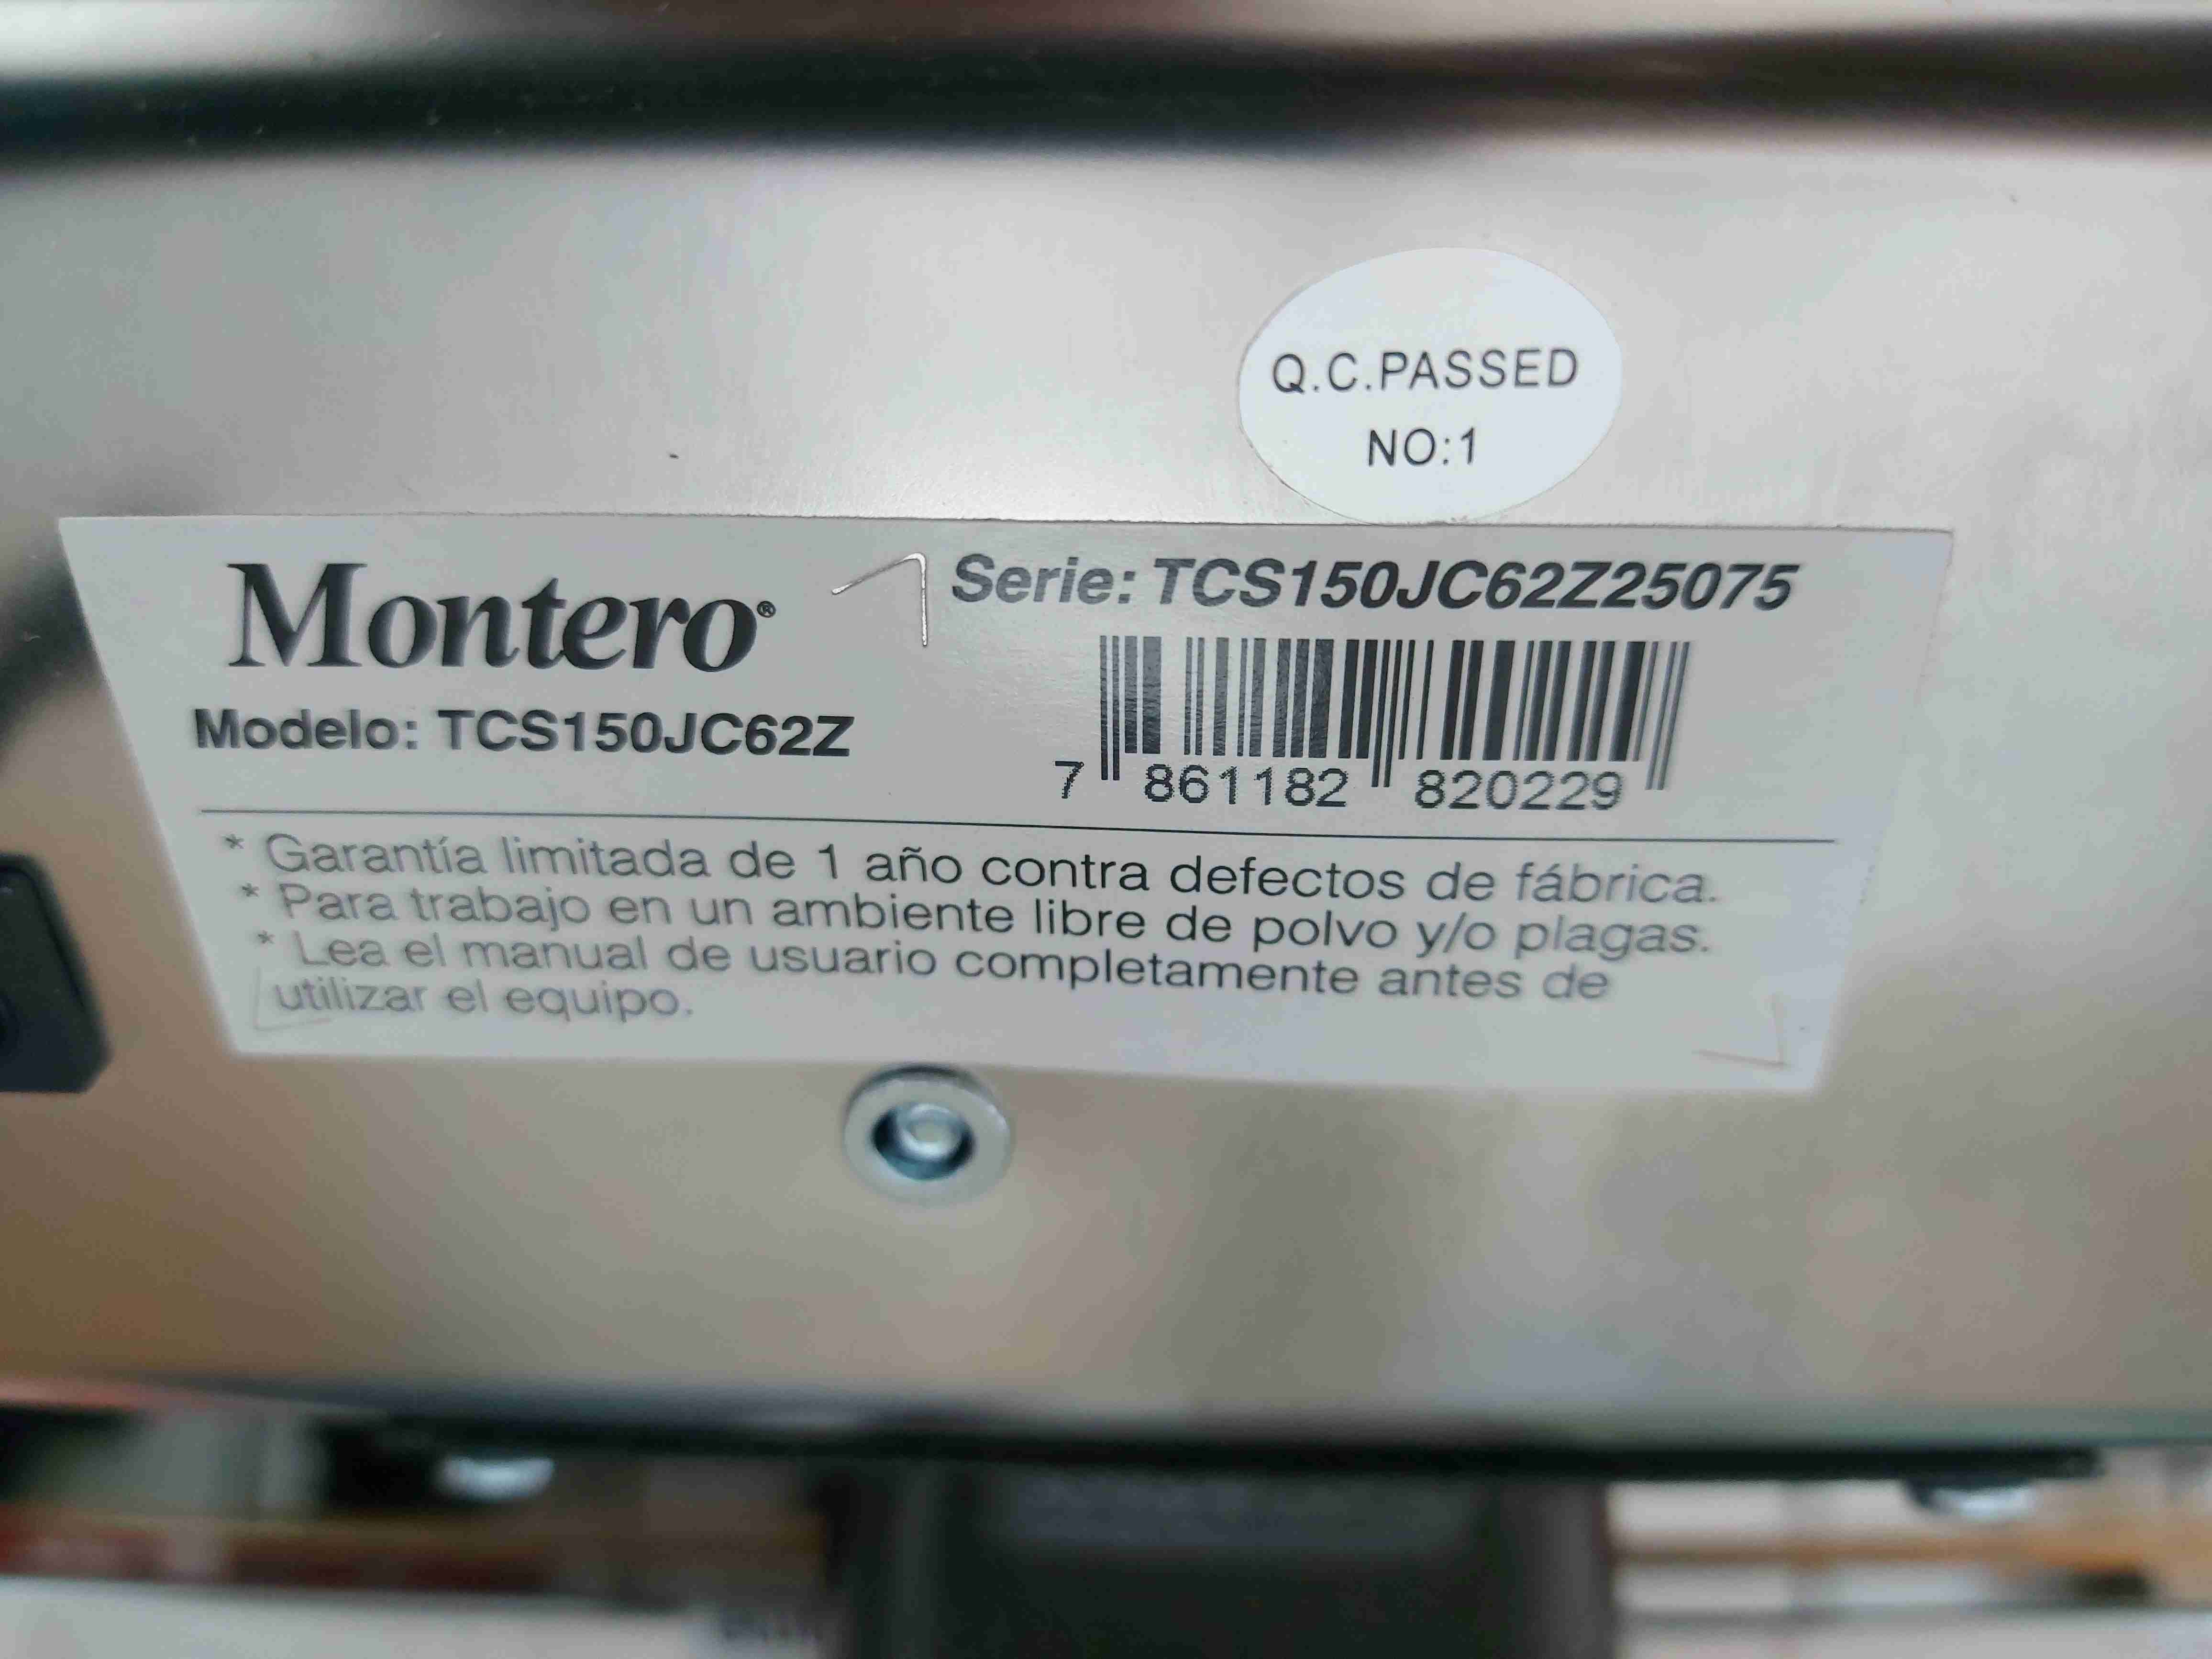 Q.C.PASSED
NO:1
Montero®
Serie: TCS150JC62Z25075
Modelo: TCS150JC62Z
7 861182 820229
* Garantía limitada de 1 año contra defectos de fábrica.
* Para trabajo en un ambiente libre de polvo y/o plagas.
* Lea el manual de usuario completamente antes de
utilizar el equipo.